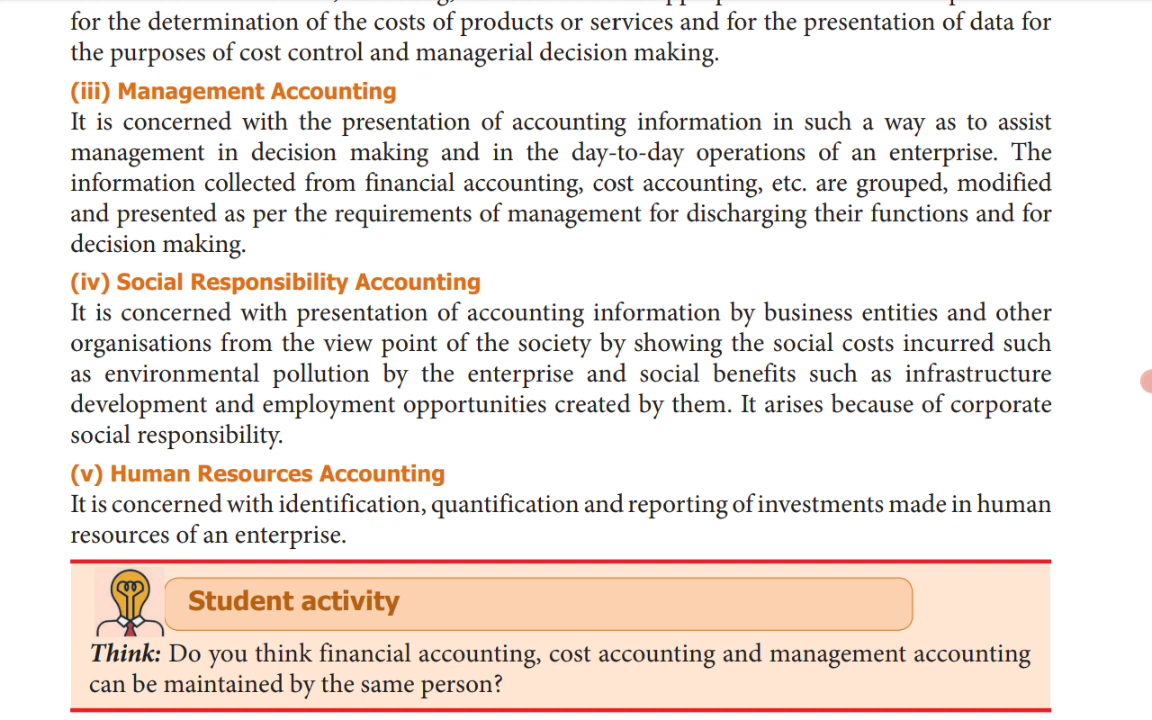 for the determination of the costs of products or services and for the presentation of data for
the purposes of cost control and managerial decision making.
(iii) Management Accounting
It is concerned with the presentation of accounting information in such a way as to assist
management in decision making and in the day-to-day operations of an enterprise. The
information collected from financial accounting, cost accounting, etc. are grouped, modified
and presented as per the requirements of management for discharging their functions and for
decision making.
(iv) Social Responsibility Accounting
It is concerned with presentation of accounting information by business entities and other
organisations from the view point of the society by showing the social costs incurred such
as environmental pollution by the enterprise and social benefits such as infrastructure
development and employment opportunities created by them. It arises because of corporate
social responsibility.
(v) Human Resources Accounting
It is concerned with identification, quantification and reporting of investments made in human
resources of an enterprise.
Student activity
Think: Do you think financial accounting, cost accounting and management accounting
can be maintained by the same person?